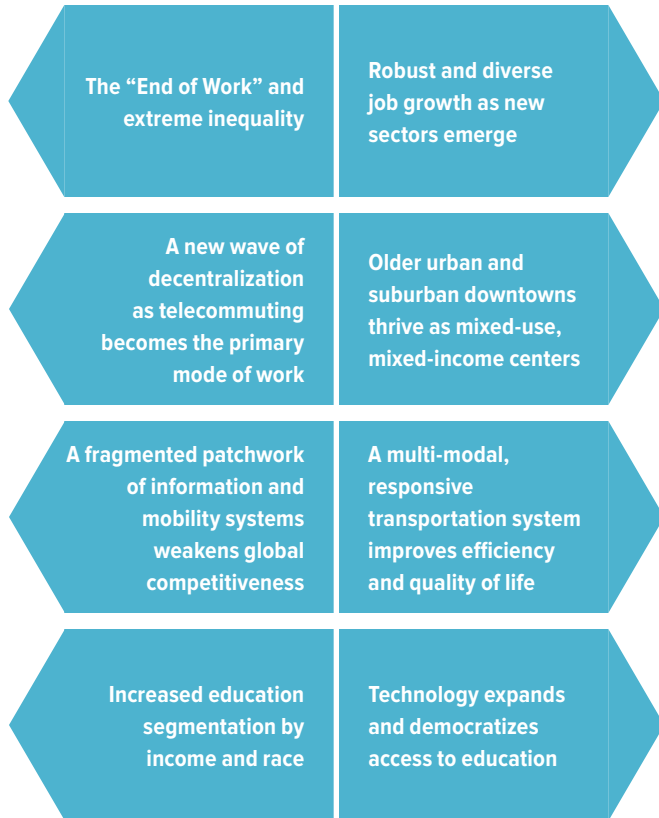 The “End of Work” and
extreme inequality
Robust and diverse
job growth as new
sectors emerge
A new wave of
decentralization
as telecommuting
becomes the primary
mode of work
Older urban and
suburban downtowns
thrive as mixed-use,
mixed-income centers
A fragmented patchwork
of information and
mobility systems
weakens global
competitiveness
A multi-modal,
responsive
transportation system
improves efficiency
and quality of life
Increased education
segmentation by
income and race
Technology expands
and democratizes
access to education